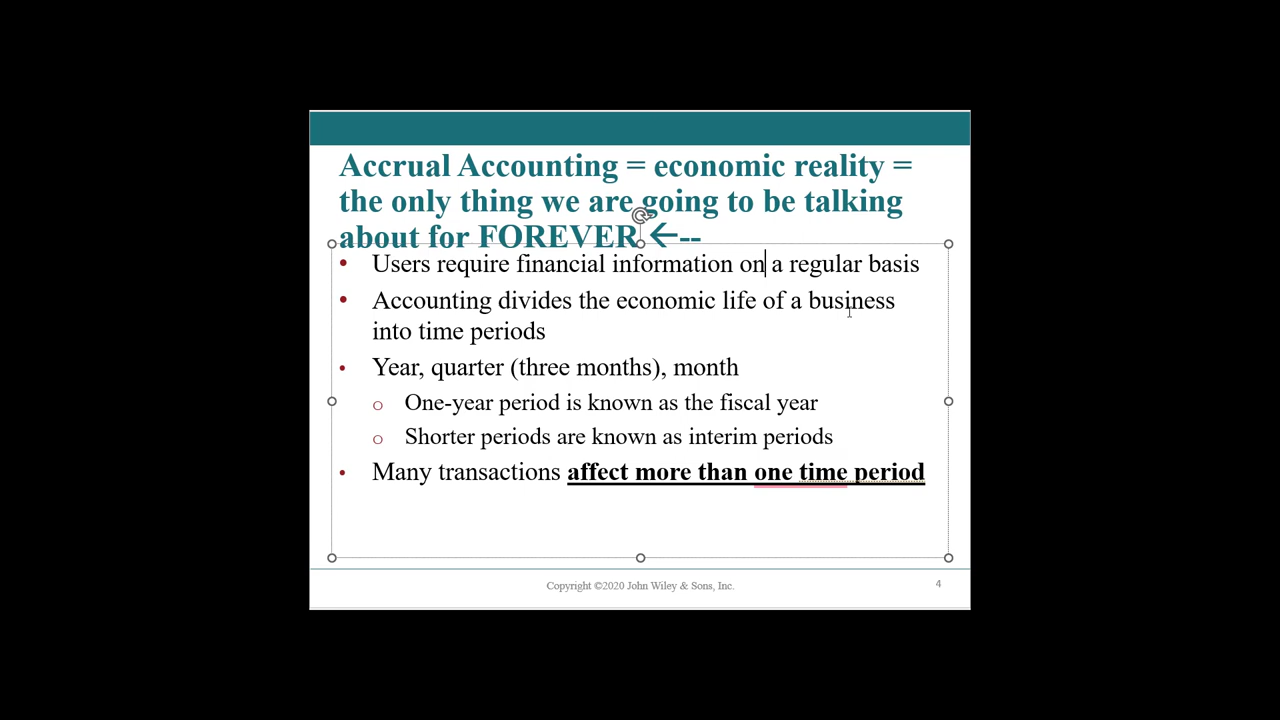 Accrual Accounting = economic reality =
the only thing we are going to be talking
about for FOREVER ←--
• Users require financial information on a regular basis
• Accounting divides the economic life of a business
into time periods
• Year, quarter (three months), month
o One-year period is known as the fiscal year
o Shorter periods are known as interim periods
• Many transactions affect more than one time period
Copyright ©2020 John Wiley & Sons, Inc.
4